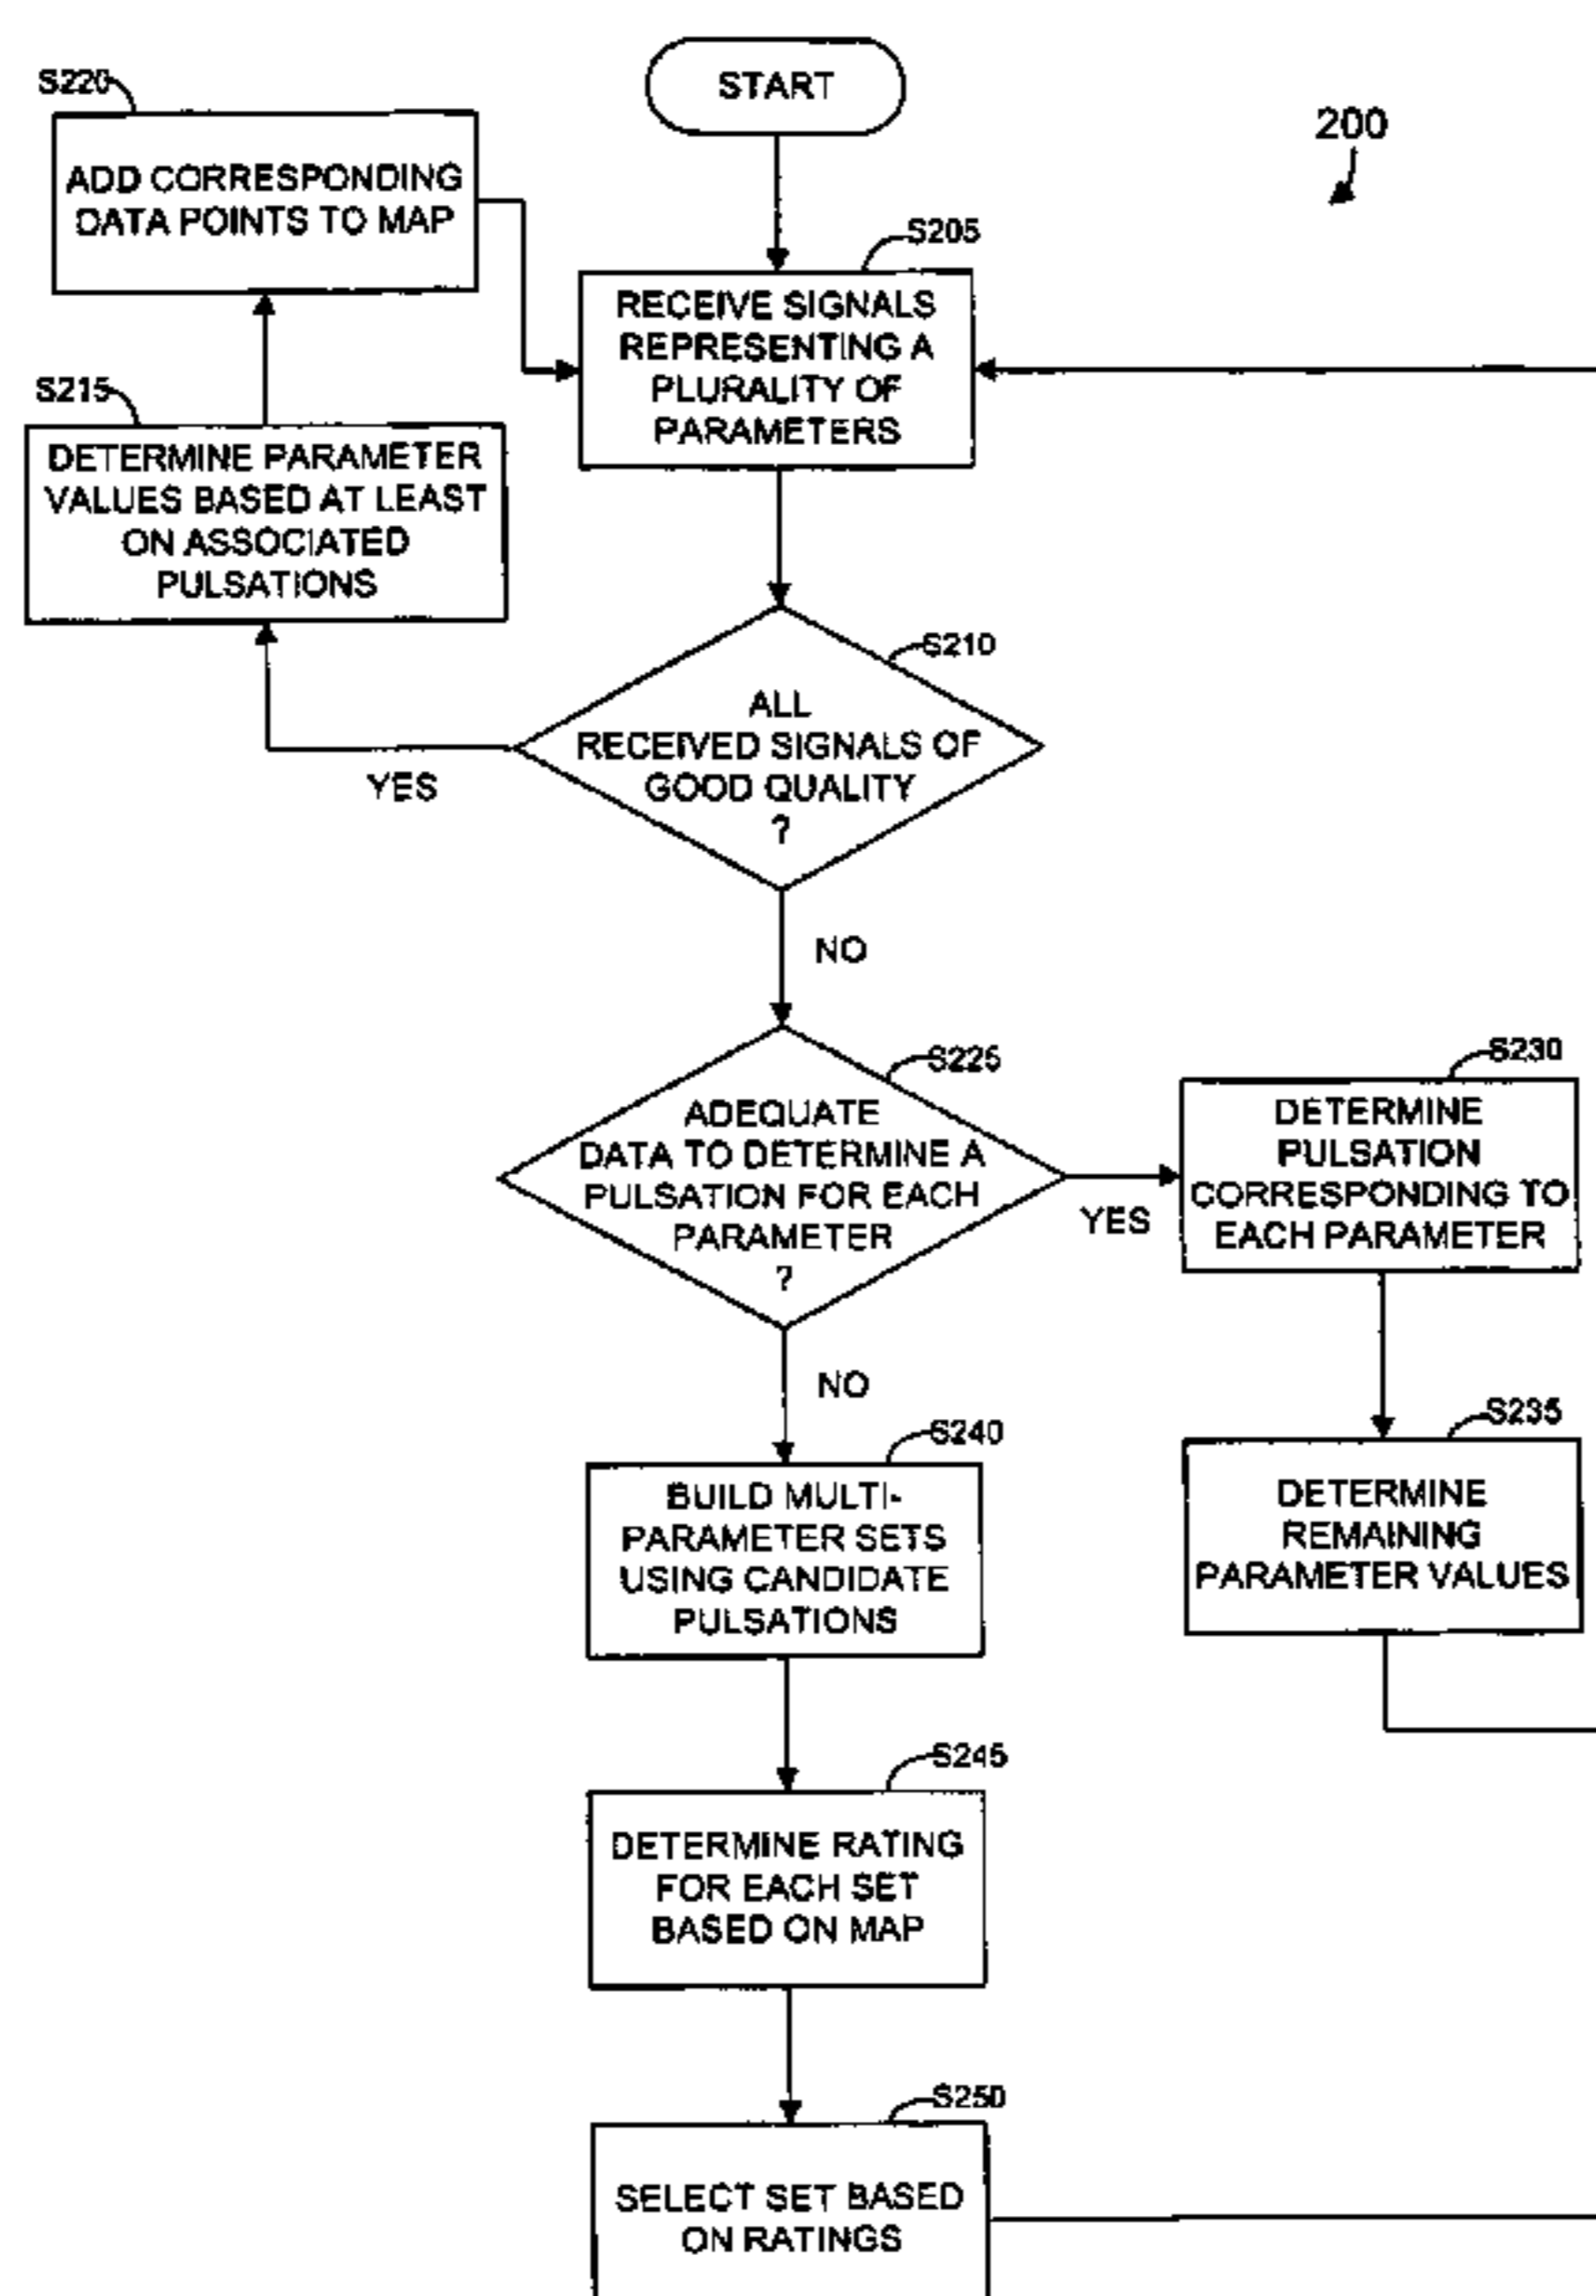 START
200
S220
ADD CORRESPONDING
DATA POINTS TO MAP
S205
RECEIVE SIGNALS
REPRESENTING A
PLURALITY OF
PARAMETERS
S215
DETERMINE PARAMETER
VALUES BASED AT LEAST
ON ASSOCIATED
PULSATIONS
S210
ALL
RECEIVED SIGNALS OF
GOOD QUALITY
?
YES
NO
S225
ADEQUATE
DATA TO DETERMINE A
PULSATION FOR EACH
PARAMETER
?
YES
S230
DETERMINE
PULSATION
CORRESPONDING TO
EACH PARAMETER
NO
S235
DETERMINE
REMAINING
PARAMETER VALUES
S240
BUILD MULTI-
PARAMETER SETS
USING CANDIDATE
PULSATIONS
S245
DETERMINE RATING
FOR EACH SET
BASED ON MAP
S250
SELECT SET BASED
ON RATINGS